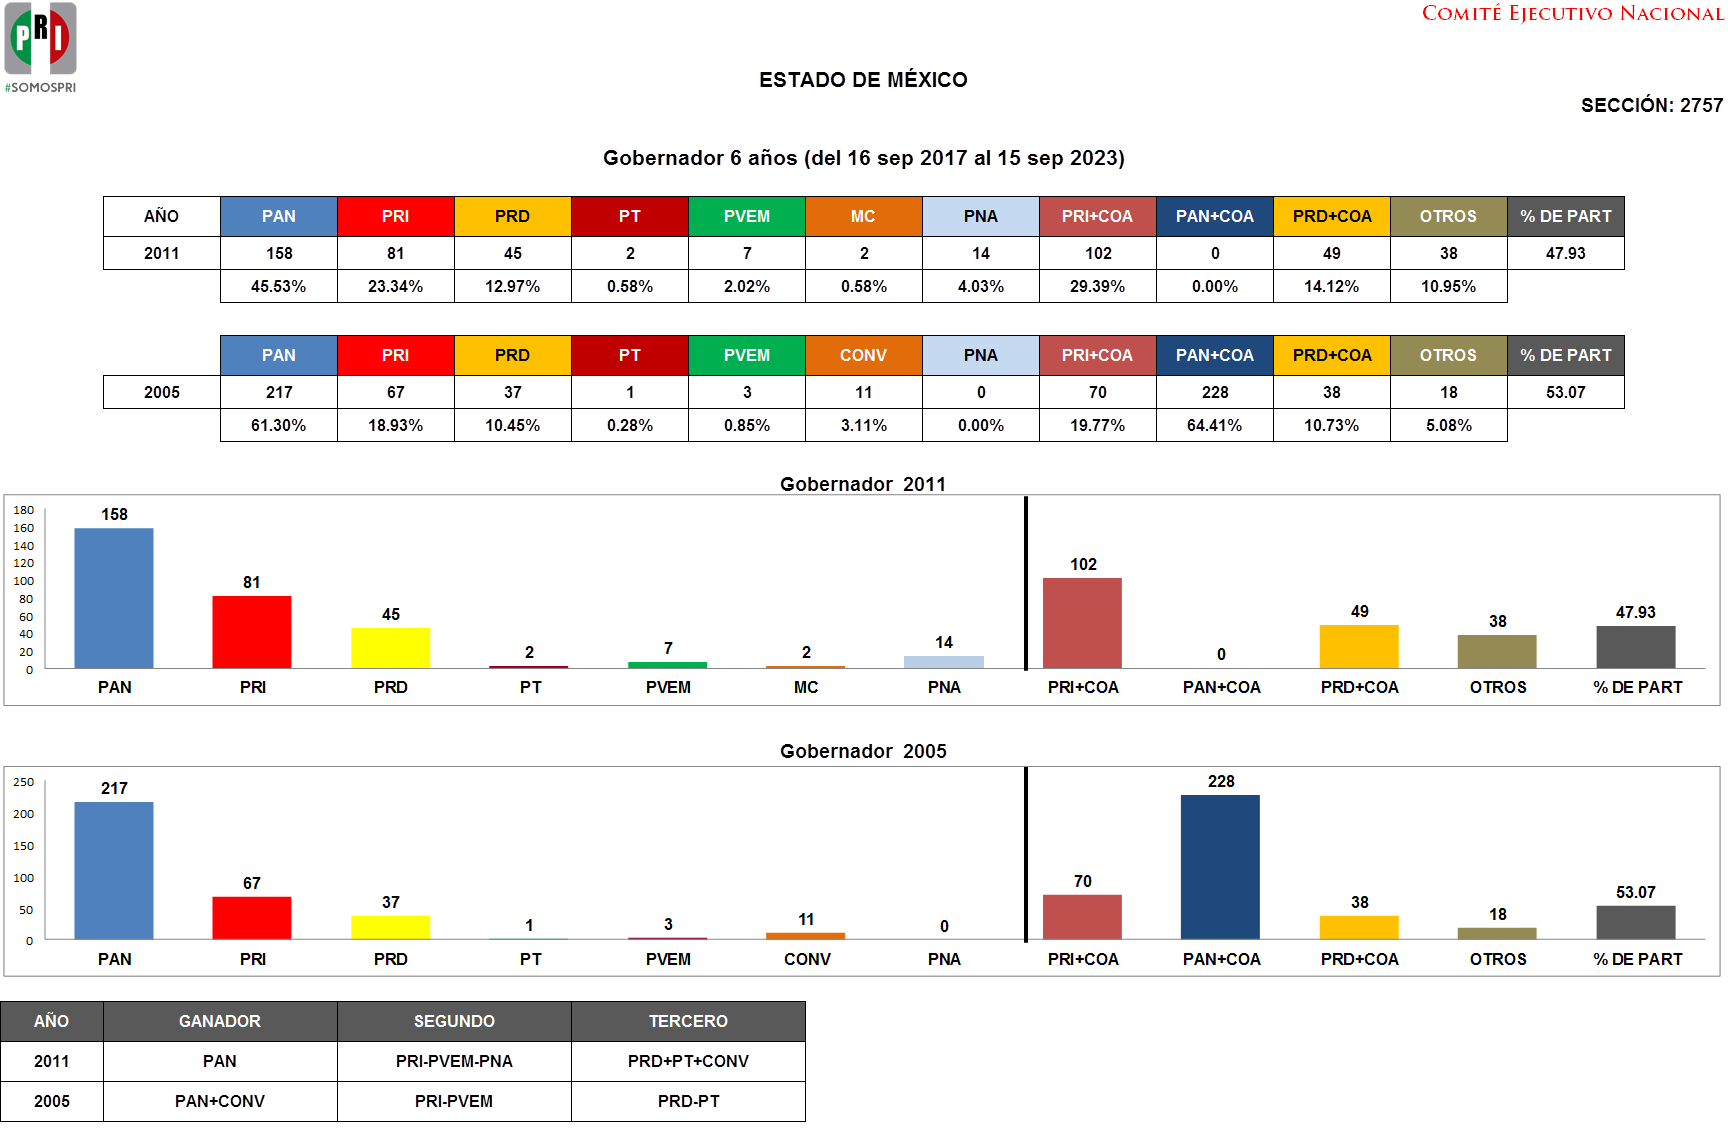 PRI
#SOMOSPRI
COMITÉ EJECUTIVO NACIONAL
ESTADO DE MÉXICO
SECCIÓN: 2757
Gobernador 6 años (del 16 sep 2017 al 15 sep 2023)
AÑO PAN PRI PRD PT PVEM MC PNA PRI+COA PAN+COA PRD+COA OTROS % DE PART
2011 158 81 45 2 7 2 14 102 0 49 38 47.93
45.53% 23.34% 12.97% 0.58% 2.02% 0.58% 4.03% 29.39% 0.00% 14.12% 10.95%
PAN PRI PRD PT PVEM CONV PNA PRI+COA PAN+COA PRD+COA OTROS % DE PART
2005 217 67 37 1 3 11 0 70 228 38 18 53.07
61.30% 18.93% 10.45% 0.28% 0.85% 3.11% 0.00% 19.77% 64.41% 10.73% 5.08%
Gobernador 2011
180
160
140
120
100
80
60
40
20
0
158 81 45 2 7 2 14 102 0 49 38 47.93
PAN PRI PRD PT PVEM MC PNA PRI+COA PAN+COA PRD+COA OTROS % DE PART
Gobernador 2005
250
200
150
100
50
0
217 67 37 1 3 11 0 70 228 38 18 53.07
PAN PRI PRD PT PVEM CONV PNA PRI+COA PAN+COA PRD+COA OTROS % DE PART
AÑO GANADOR SEGUNDO TERCERO
2011 PAN PRI-PVEM-PNA PRD+PT+CONV
2005 PAN+CONV PRI-PVEM PRD-PT